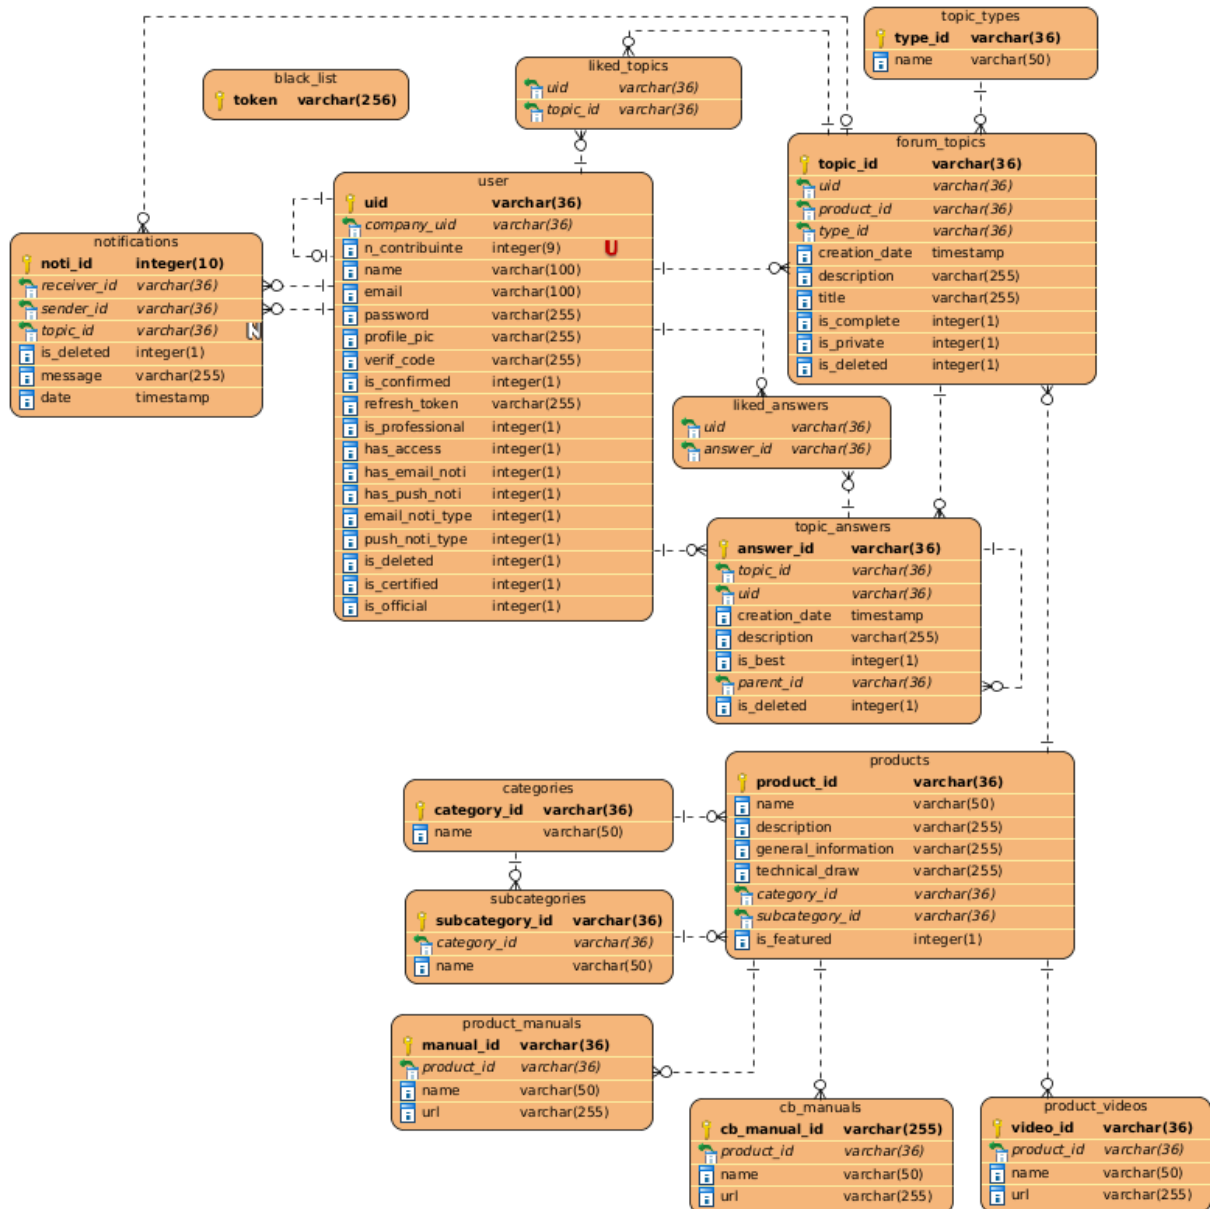 topic_types
type_id varchar(36)
name varchar(50)
black_list
token varchar(256)
liked_topics
uid varchar(36)
topic_id varchar(36)
forum_topics
topic_id varchar(36)
uid varchar(36)
product_id varchar(36)
type_id varchar(36)
creation_date timestamp
description varchar(255)
title varchar(255)
is_complete integer(1)
is_private integer(1)
is_deleted integer(1)
user
uid varchar(36)
company_uid varchar(36)
n_contribuinte integer(9) U
name varchar(100)
email varchar(100)
password varchar(255)
profile_pic varchar(255)
verif_code varchar(255)
is_confirmed integer(1)
refresh_token varchar(255)
is_professional integer(1)
has_access integer(1)
has_email_noti integer(1)
has_push_noti integer(1)
email_noti_type integer(1)
push_noti_type integer(1)
is_deleted integer(1)
is_certified integer(1)
is_official integer(1)
notifications
noti_id integer(10)
receiver_id varchar(36)
sender_id varchar(36)
topic_id varchar(36) N
is_deleted integer(1)
message varchar(255)
date timestamp
liked_answers
uid varchar(36)
answer_id varchar(36)
topic_answers
answer_id varchar(36)
topic_id varchar(36)
uid varchar(36)
creation_date timestamp
description varchar(255)
is_best integer(1)
parent_id varchar(36)
is_deleted integer(1)
products
product_id varchar(36)
name varchar(50)
description varchar(255)
general_information varchar(255)
technical_draw varchar(255)
category_id varchar(36)
subcategory_id varchar(36)
is_featured integer(1)
categories
category_id varchar(36)
name varchar(50)
subcategories
subcategory_id varchar(36)
category_id varchar(36)
name varchar(50)
product_manuals
manual_id varchar(36)
product_id varchar(36)
name varchar(50)
url varchar(255)
cb_manuals
cb_manual_id varchar(255)
product_id varchar(36)
name varchar(50)
url varchar(255)
product_videos
video_id varchar(36)
product_id varchar(36)
name varchar(50)
url varchar(255)